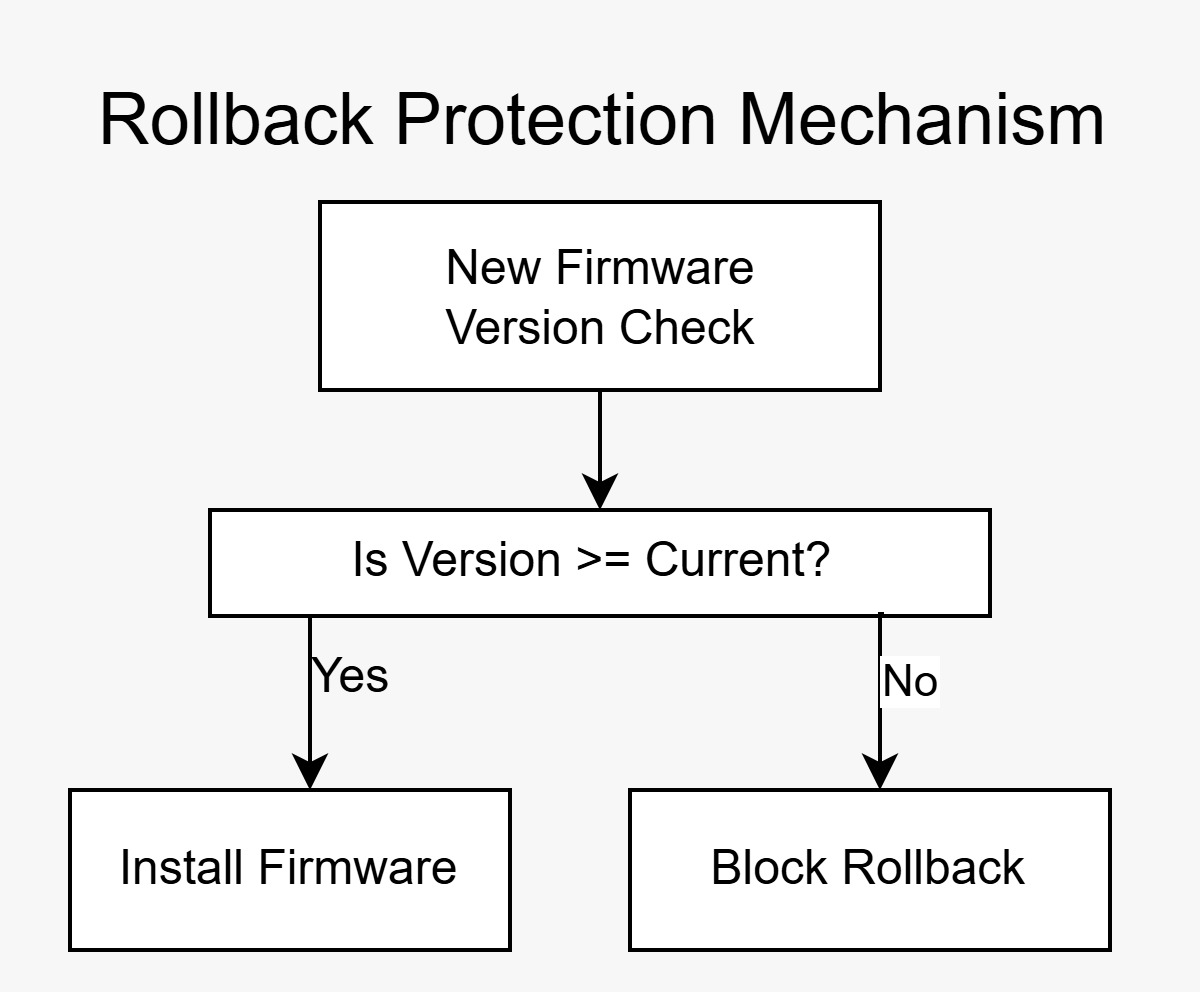 Rollback Protection Mechanism
New Firmware
Version Check
Is Version >= Current?
Yes
No
Install Firmware
Block Rollback